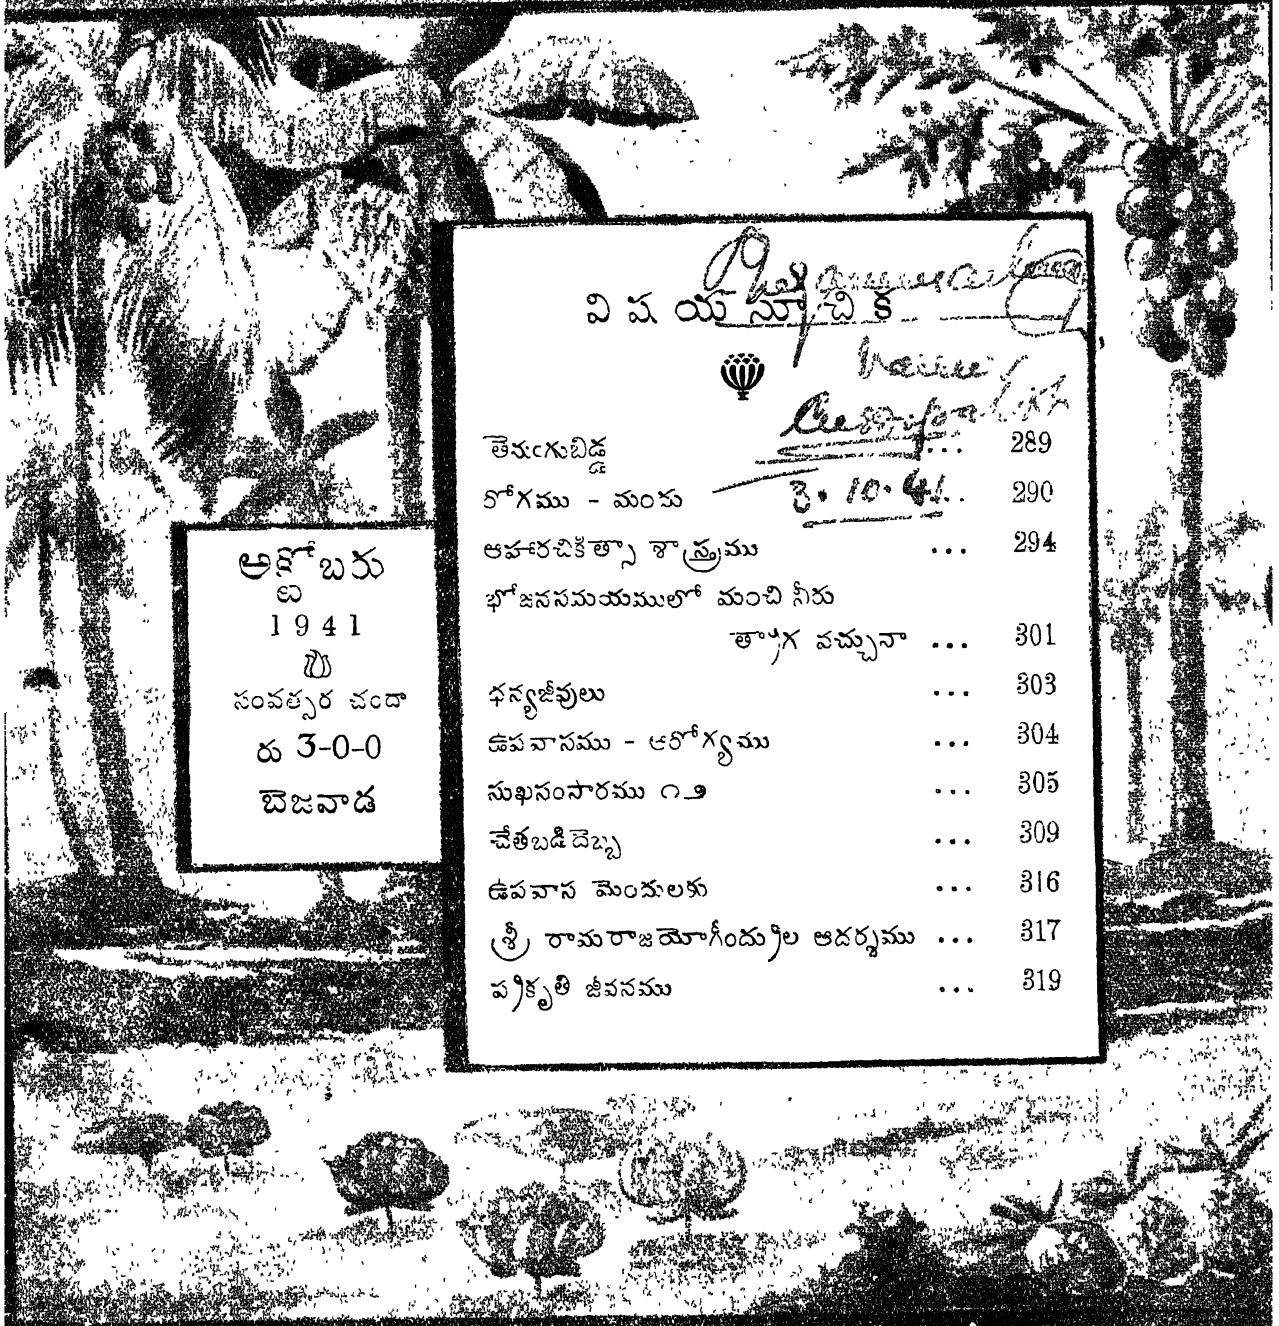 విషయసూచిక
తెనుఁగుబిడ్డ ... 289
రోగము - మందు ... 290
3.10.41
ఆహారచికిత్సా శాస్త్రము ... 294
భోజనసమయములో మంచి నీరు
త్రాగ వచ్చునా ... 301
ధన్యజీవులు ... 303
ఉపవాసము - ఆరోగ్యము ... 304
సుఖసంసారము ౧౨ ... 305
చేతబడి దెబ్బ ... 309
ఉపవాస మెందులకు ... 316
శ్రీ రామరాజయోగీంద్రుల ఆదర్శము ... 317
ప్రకృతి జీవనము ... 319
అక్టోబరు
1941
సంవత్సర చందా
రు 3-0-0
బెజవాడ